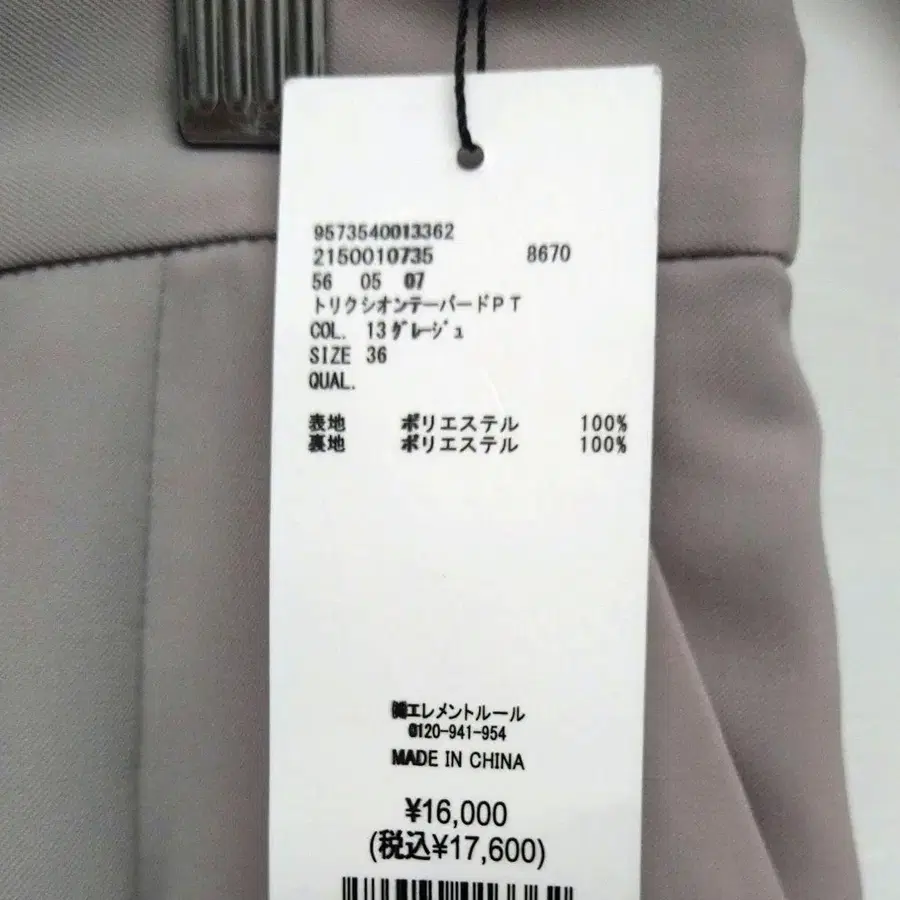 9573540013362
2150010735 8670
56 05 07
トリクシオンテーパードPT
COL. 13グレージュ
SIZE 36
QUAL.
表地 ポリエステル 100%
裏地 ポリエステル 100%
㈱エレメントルール
0120-941-954
MADE IN CHINA
¥16,000
(税込¥17,600)